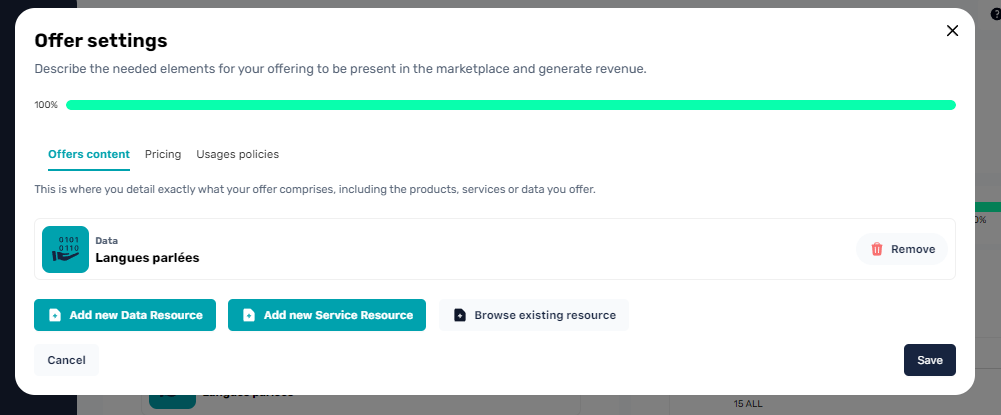 Offer settings
Describe the needed elements for your offering to be present in the marketplace and generate revenue.
100%
Offers content Pricing Usages policies
This is where you detail exactly what your offer comprises, including the products, services or data you offer.
0101
0110
Data
Langues parlées
Remove
Add new Data Resource Add new Service Resource Browse existing resource
Cancel Save
15 ALL